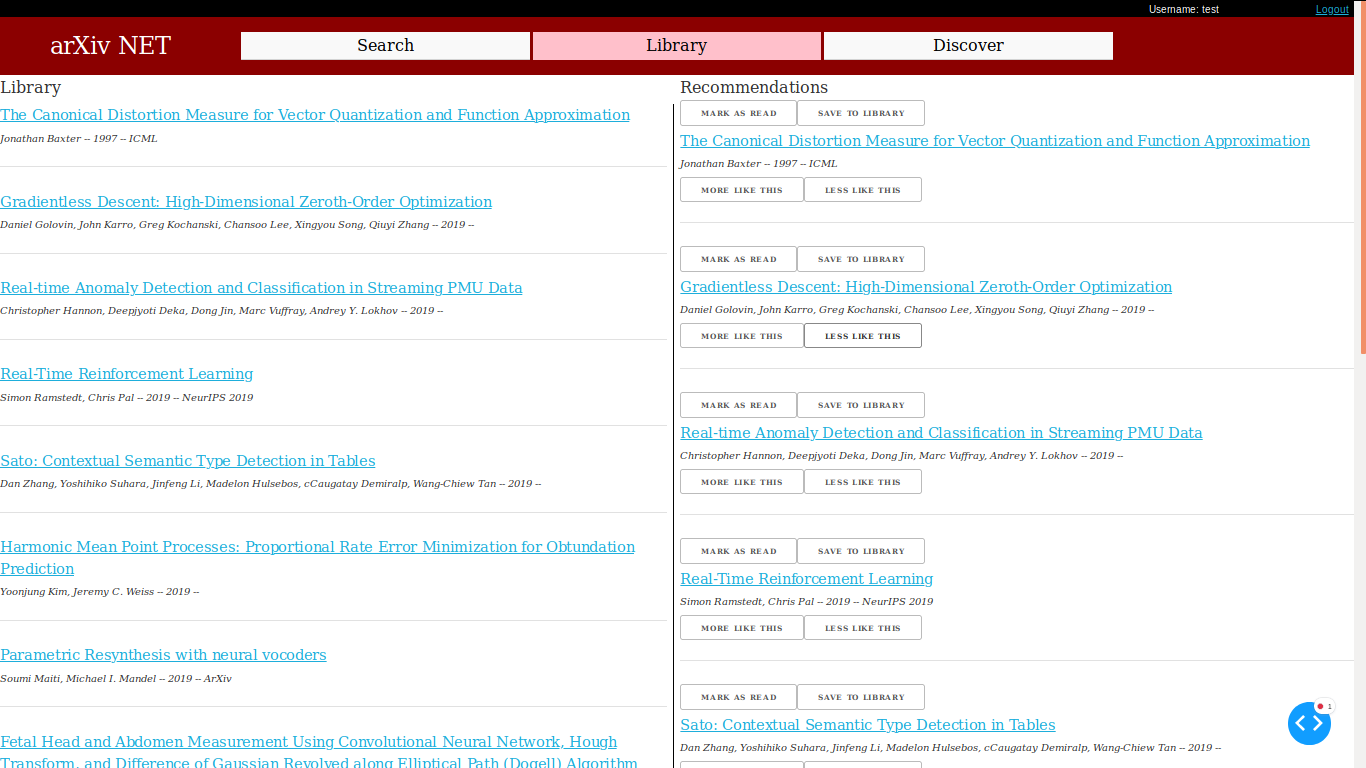 Username: test
Logout
arXiv NET
Search
Library
Discover
Library
The Canonical Distortion Measure for Vector Quantization and Function Approximation
Jonathan Baxter -- 1997 -- ICML
Gradientless Descent: High-Dimensional Zeroth-Order Optimization
Daniel Golovin, John Karro, Greg Kochanski, Chansoo Lee, Xingyou Song, Qiuyi Zhang -- 2019 --
Real-time Anomaly Detection and Classification in Streaming PMU Data
Christopher Hannon, Deepjyoti Deka, Dong Jin, Marc Vuffray, Andrey Y. Lokhov -- 2019 --
Real-Time Reinforcement Learning
Simon Ramstedt, Chris Pal -- 2019 -- NeurIPS 2019
Sato: Contextual Semantic Type Detection in Tables
Dan Zhang, Yoshihiko Suhara, Jinfeng Li, Madelon Hulsebos, cCaugatay Demiralp, Wang-Chiew Tan -- 2019 --
Harmonic Mean Point Processes: Proportional Rate Error Minimization for Obtundation
Prediction
Yoonjung Kim, Jeremy C. Weiss -- 2019 --
Parametric Resynthesis with neural vocoders
Soumi Maiti, Michael I. Mandel -- 2019 -- ArXiv
Fetal Head and Abdomen Measurement Using Convolutional Neural Network, Hough
Transform, and Difference of Gaussian Revolved along Elliptical Path (Dogell) Algorithm
Recommendations
MARK AS READ
SAVE TO LIBRARY
The Canonical Distortion Measure for Vector Quantization and Function Approximation
Jonathan Baxter -- 1997 -- ICML
MORE LIKE THIS
LESS LIKE THIS
MARK AS READ
SAVE TO LIBRARY
Gradientless Descent: High-Dimensional Zeroth-Order Optimization
Daniel Golovin, John Karro, Greg Kochanski, Chansoo Lee, Xingyou Song, Qiuyi Zhang -- 2019 --
MORE LIKE THIS
LESS LIKE THIS
MARK AS READ
SAVE TO LIBRARY
Real-time Anomaly Detection and Classification in Streaming PMU Data
Christopher Hannon, Deepjyoti Deka, Dong Jin, Marc Vuffray, Andrey Y. Lokhov -- 2019 --
MORE LIKE THIS
LESS LIKE THIS
MARK AS READ
SAVE TO LIBRARY
Real-Time Reinforcement Learning
Simon Ramstedt, Chris Pal -- 2019 -- NeurIPS 2019
MORE LIKE THIS
LESS LIKE THIS
MARK AS READ
SAVE TO LIBRARY
Sato: Contextual Semantic Type Detection in Tables
Dan Zhang, Yoshihiko Suhara, Jinfeng Li, Madelon Hulsebos, cCaugatay Demiralp, Wang-Chiew Tan -- 2019 --
1